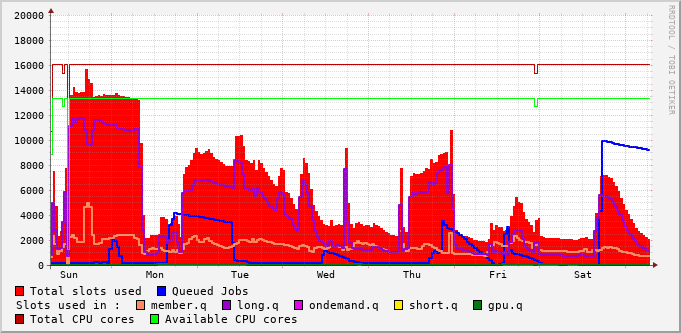 20000
18000
16000
14000
12000
10000
8000
6000
4000
2000
0
Sun Mon Tue Wed Thu Fri Sat
RRDTOOL / TOBI OETIKER
Total slots used Queued Jobs
Slots used in : member.q long.q ondemand.q short.q gpu.q
Total CPU cores Available CPU cores